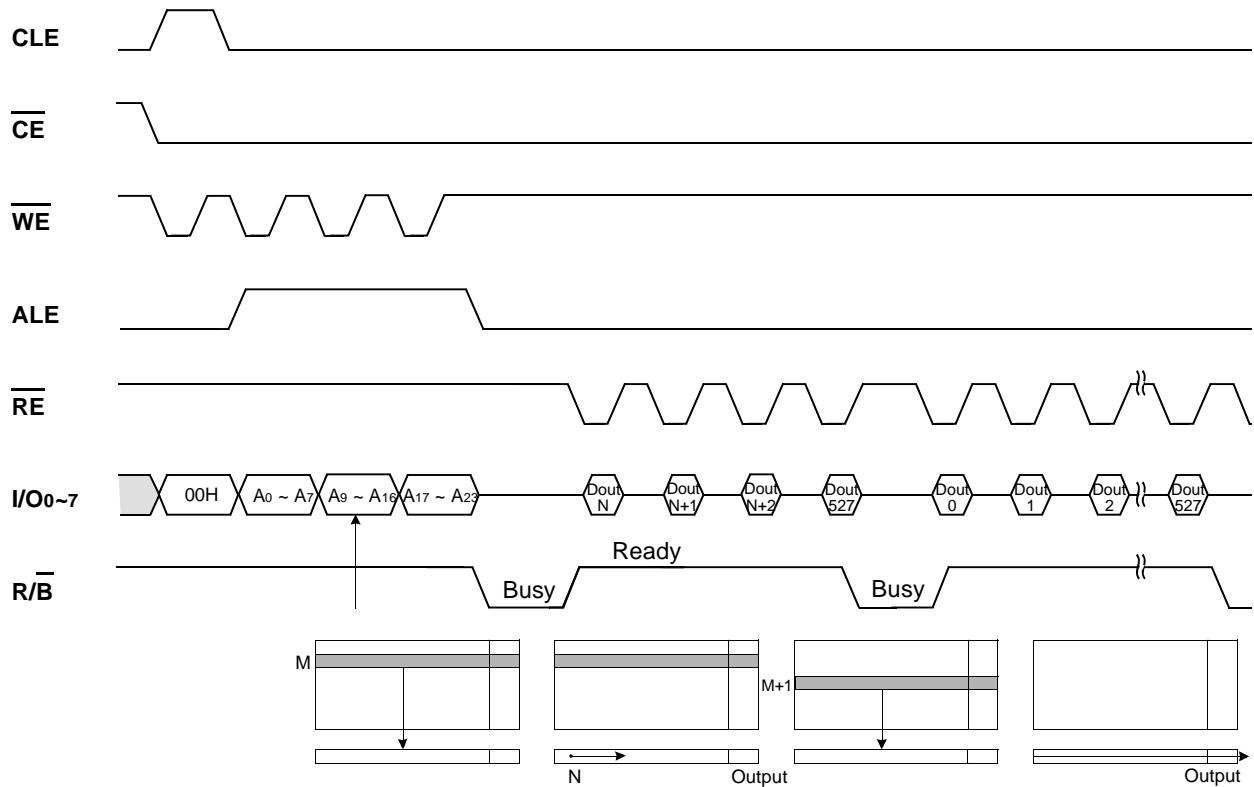 CLE
CE
WE
ALE
RE
I/O0~7 00H A0 ~ A7 A9 ~ A16 A17 ~ A23 Dout N Dout N+1 Dout N+2 Dout 527 Dout 0 Dout 1 Dout 2 Dout 527
R/B Busy Ready Busy
M M+1
N Output Output